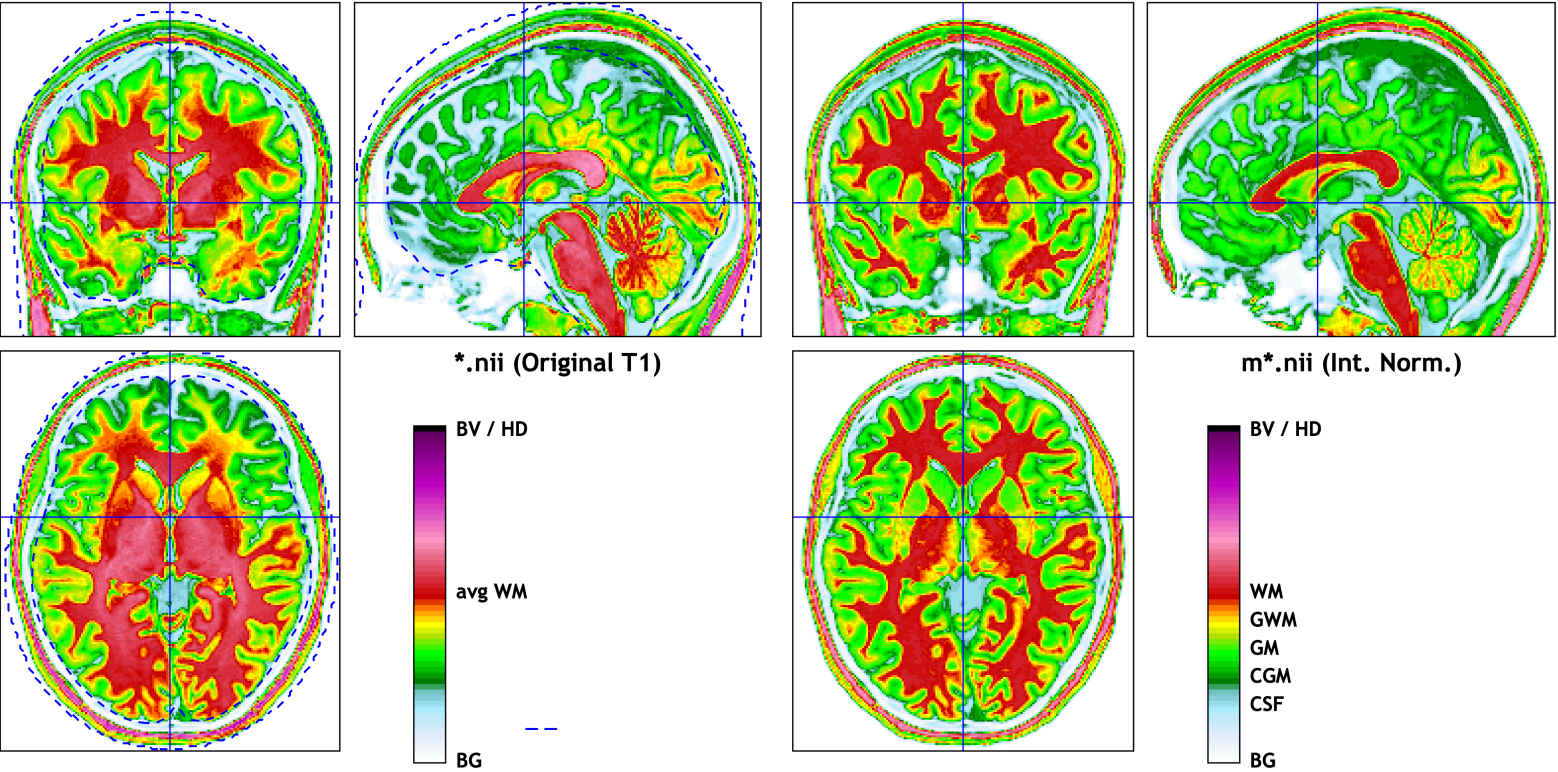 *.nii (Original T1)
BV / HD
avg WM
BG
m*.nii (Int. Norm.)
BV / HD
WM
GWM
GM
CGM
CSF
BG